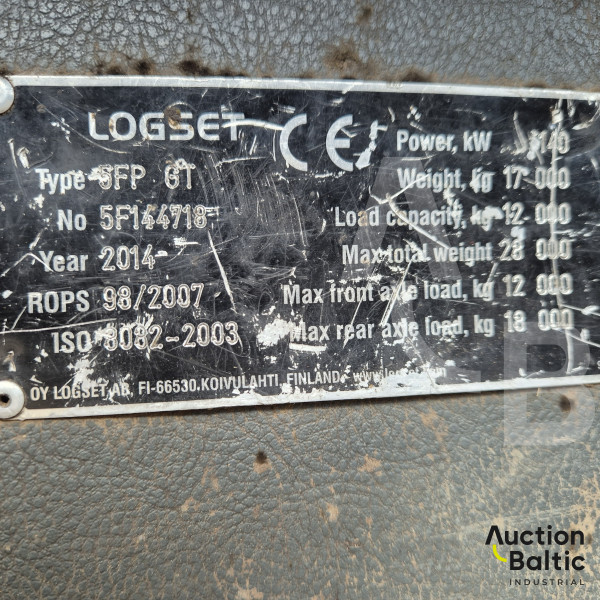 LOGSET CE
Type 5FP GT
No 5F144718
Year 2014
ROPS 98/2007
ISO 8082-2003
Power, kW 140
Weight, kg 17 000
Load capacity, kg 12 000
Max total weight 28 000
Max front axle load, kg 12 000
Max rear axle load, kg 18 000
OY LOGSET AB, FI-66530.KOIVULAHTI, FINLAND.
Auction
Baltic
INDUSTRIAL